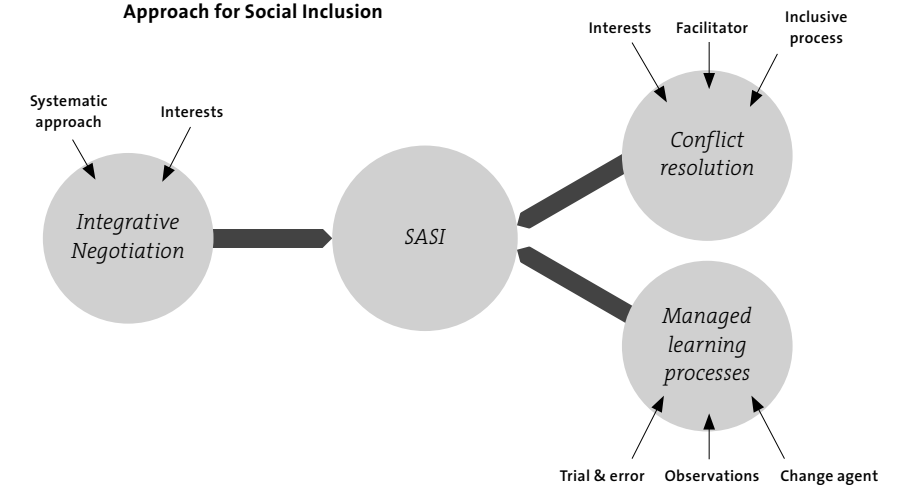 Approach for Social Inclusion
Systematic
approach
Interests
Integrative
Negotiation
SASI
Interests
Facilitator
Inclusive
process
Conflict
resolution
Managed
learning
processes
Trial & error
Observations
Change agent